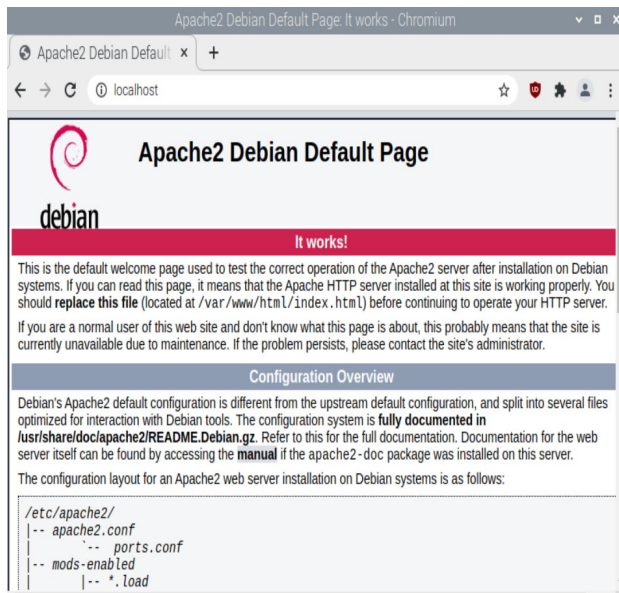 Apache2 Debian Default Page: It works - Chromium
Apache2 Debian Default
localhost
Apache2 Debian Default Page
debian
It works!
This is the default welcome page used to test the correct operation of the Apache2 server after installation on Debian
systems. If you can read this page, it means that the Apache HTTP server installed at this site is working properly. You
should replace this file (located at /var/www/html/index.html) before continuing to operate your HTTP server.
If you are a normal user of this web site and don't know what this page is about, this probably means that the site is
currently unavailable due to maintenance. If the problem persists, please contact the site's administrator.
Configuration Overview
Debian's Apache2 default configuration is different from the upstream default configuration, and split into several files
optimized for interaction with Debian tools. The configuration system is fully documented in
/usr/share/doc/apache2/README.Debian.gz. Refer to this for the full documentation. Documentation for the web
server itself can be found by accessing the manual if the apache2-doc package was installed on this server.
The configuration layout for an Apache2 web server installation on Debian systems is as follows:
/etc/apache2/
|-- apache2.conf
|       `--  ports.conf
|-- mods-enabled
|       |-- *.load